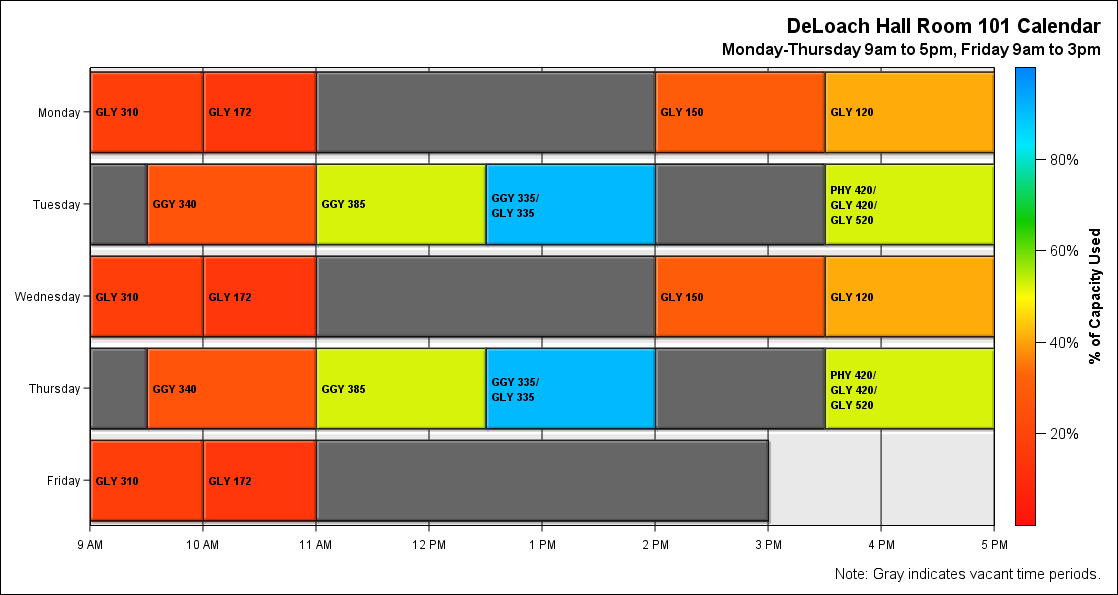 DeLoach Hall Room 101 Calendar
Monday-Thursday 9am to 5pm, Friday 9am to 3pm
Monday
GLY 310
GLY 172
GLY 150
GLY 120
Tuesday
GGY 340
GGY 385
GGY 335/
GLY 335
PHY 420/
GLY 420/
GLY 520
Wednesday
GLY 310
GLY 172
GLY 150
GLY 120
Thursday
GGY 340
GGY 385
GGY 335/
GLY 335
PHY 420/
GLY 420/
GLY 520
Friday
GLY 310
GLY 172
9 AM
10 AM
11 AM
12 PM
1 PM
2 PM
3 PM
4 PM
5 PM
80%
60%
40%
20%
% of Capacity Used
Note: Gray indicates vacant time periods.